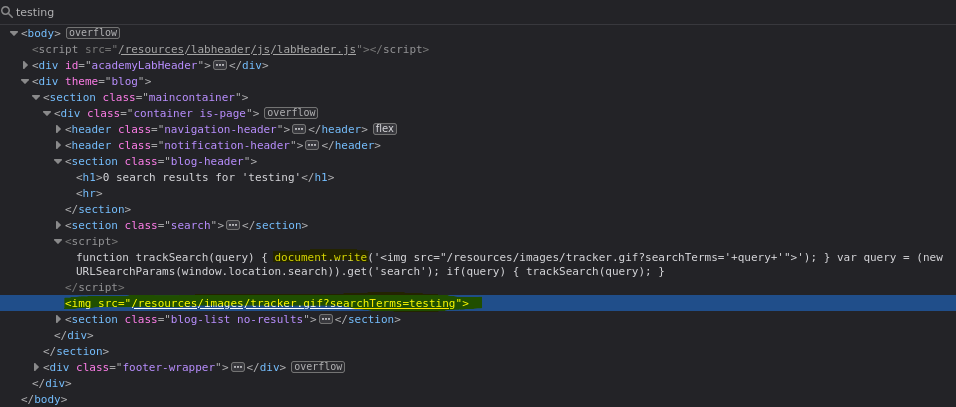 testing
<body> overflow
<script src="/resources/labheader/js/labHeader.js"></script>
<div id="academyLabHeader"> ••• </div>
<div theme="blog">
<section class="maincontainer">
<div class="container is-page"> overflow
<header class="navigation-header"> ••• </header> flex
<header class="notification-header"> ••• </header>
<section class="blog-header">
<h1>0 search results for 'testing'</h1>
<hr>
</section>
<section class="search"> ••• </section>
<script>
function trackSearch(query) { document.write('<img src="/resources/images/tracker.gif?searchTerms='+query+'">'); } var query = (new
URLSearchParams(window.location.search)).get('search'); if(query) { trackSearch(query); }
</script>
<img src="/resources/images/tracker.gif?searchTerms=testing">
<section class="blog-list no-results"> ••• </section>
</div>
</section>
<div class="footer-wrapper"> ••• </div> overflow
</div>
</body>